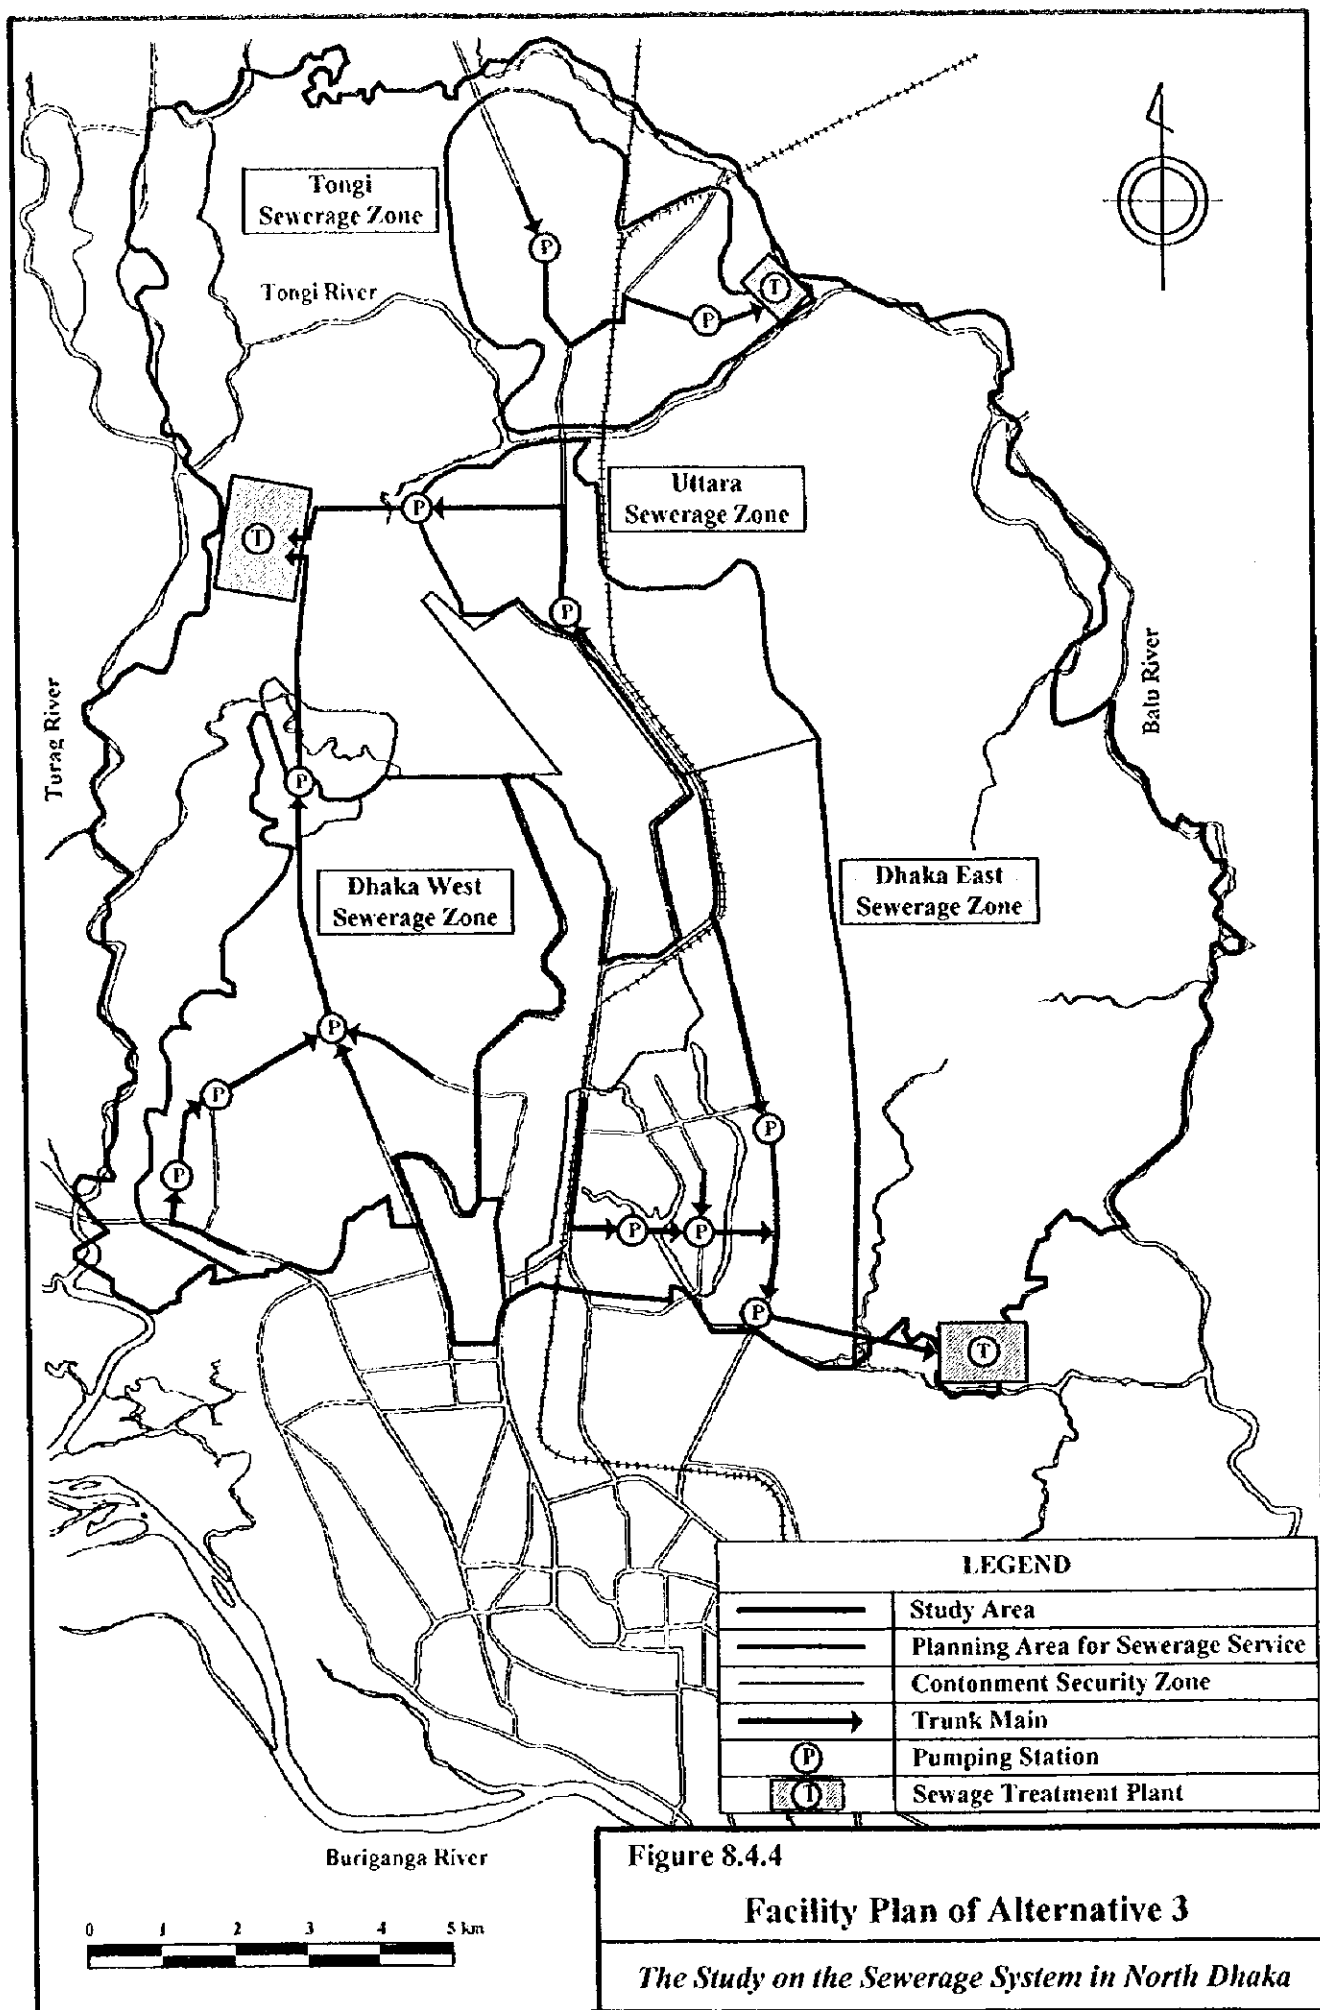 Tongi
Sewerage Zone
P
Tongi River
T
P
Uttara
Sewerage Zone
P
T
P
Turag River
Balu River
P
Dhaka West
Sewerage Zone
Dhaka East
Sewerage Zone
P
P
P
P
P
P
P
T
LEGEND
Study Area
Planning Area for Sewerage Service
Contonment Security Zone
Trunk Main
P Pumping Station
T Sewage Treatment Plant
Buriganga River
0 1 2 3 4 5 km
Figure 8.4.4
Facility Plan of Alternative 3
The Study on the Sewerage System in North Dhaka